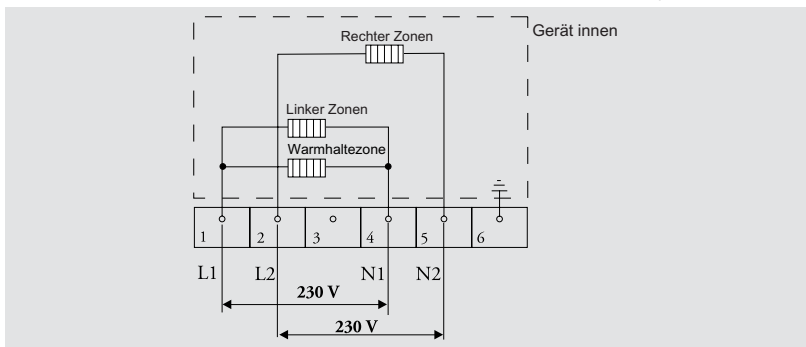 Gerät innen
Rechter Zonen
Linker Zonen
Warmhaltezone
1 2 3 4 5 6
L1 L2 N1 N2
230 V
230 V